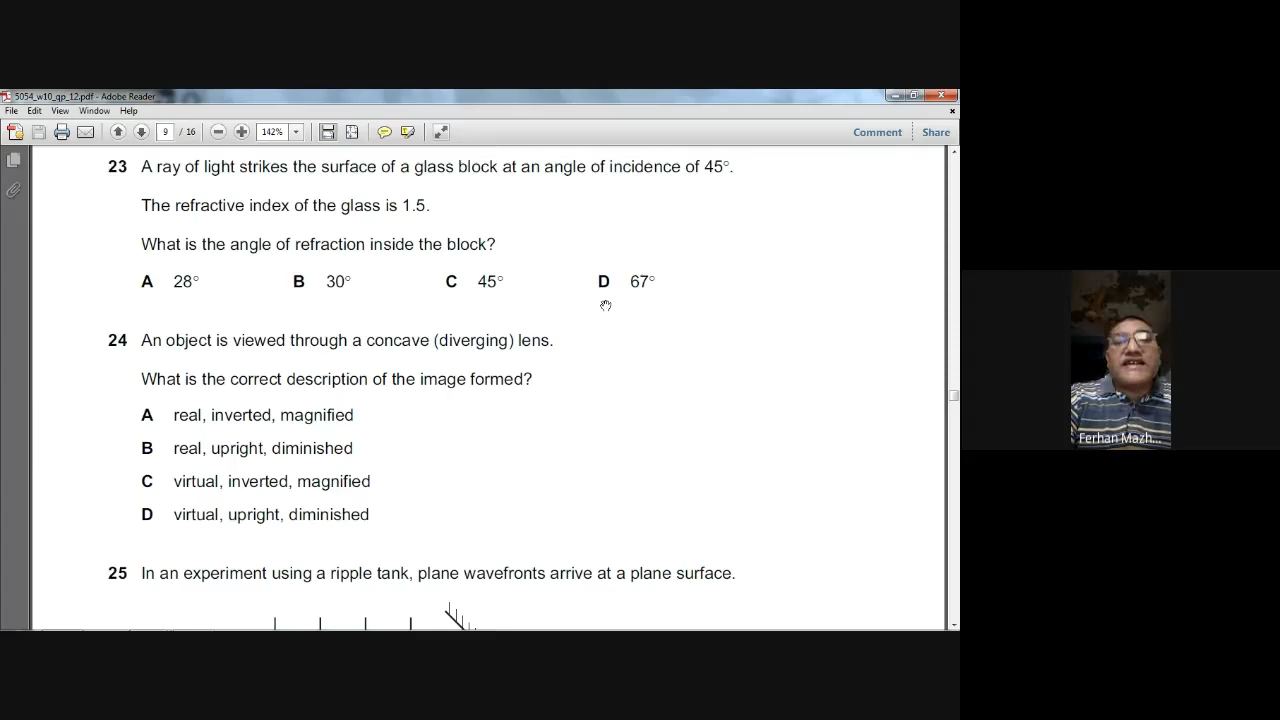 5054_w10_qp_12.pdf - Adobe Reader
File Edit View Window Help
9 / 16 142% Comment Share
23 A ray of light strikes the surface of a glass block at an angle of incidence of 45°.
The refractive index of the glass is 1.5.
What is the angle of refraction inside the block?
A 28° B 30° C 45° D 67°
24 An object is viewed through a concave (diverging) lens.
What is the correct description of the image formed?
A real, inverted, magnified
B real, upright, diminished
C virtual, inverted, magnified
D virtual, upright, diminished
25 In an experiment using a ripple tank, plane wavefronts arrive at a plane surface.
Ferhan Mazh...